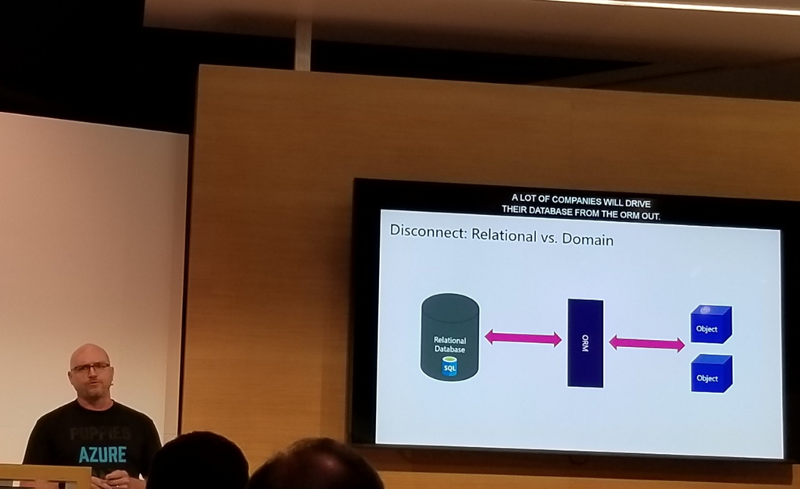 A LOT OF COMPANIES WILL DRIVE
THEIR DATABASE FROM THE ORM OUT.
Disconnect: Relational vs. Domain
Relational
Database
SQL
ORM
Object
Object
PUPPIES
AZURE